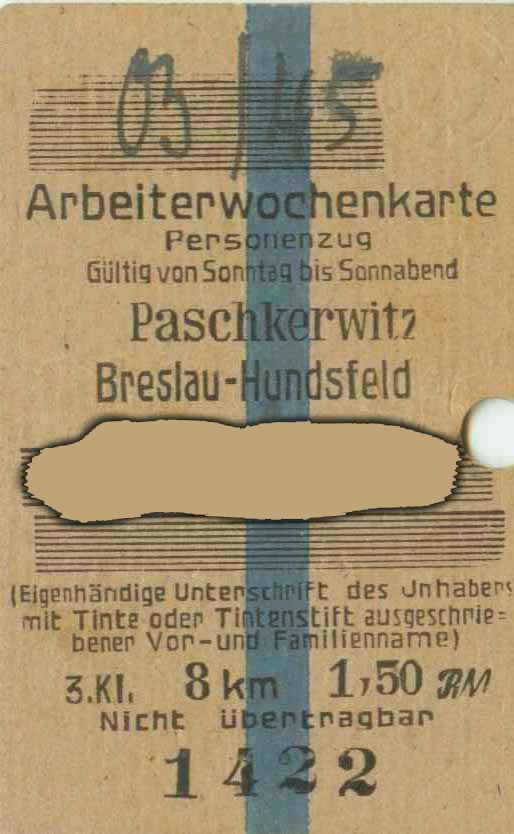 03/45
Arbeiterwochenkarte
Personenzug
Gültig von Sonntag bis Sonnabend
Paschkerwitz
Breslau-Hundsfeld
(Eigenhändige Unterschrift des Jnhabers
mit Tinte oder Tintenstift ausgeschrie=
bener Vor-und Familienname)
3.Kl. 8 km 1,50 RM
Nicht übertragbar
1422